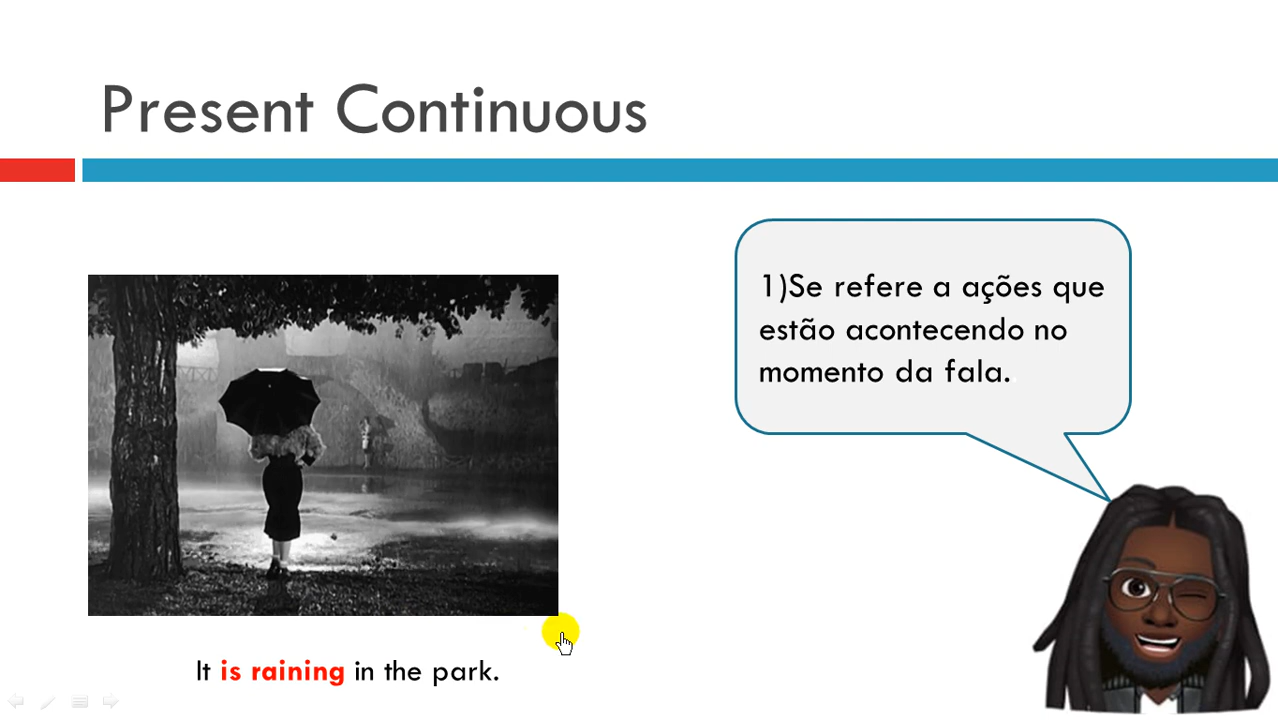 Present Continuous
1)Se refere a ações que
estão acontecendo no
momento da fala.
It is raining in the park.